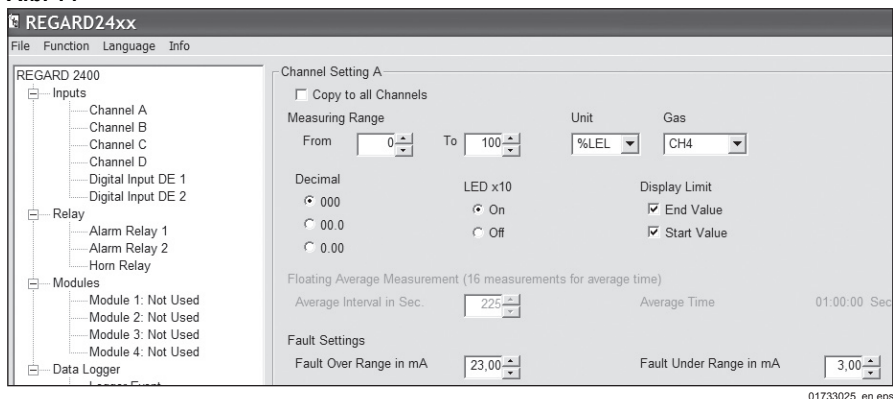 REGARD24xx
File Function Language Info
REGARD 2400
Inputs
Channel A
Channel B
Channel C
Channel D
Digital Input DE 1
Digital Input DE 2
Relay
Alarm Relay 1
Alarm Relay 2
Horn Relay
Modules
Module 1: Not Used
Module 2: Not Used
Module 3: Not Used
Module 4: Not Used
Data Logger
Channel Setting A
Copy to all Channels
Measuring Range Unit Gas
From 0 To 100 %LEL CH4
Decimal LED x10 Display Limit
000 On End Value
00.0 Off Start Value
0.00
Floating Average Measurement (16 measurements for average time)
Average Interval in Sec. 225 Average Time 01:00:00 Sec
Fault Settings
Fault Over Range in mA 23,00 Fault Under Range in mA 3,00
01733025_en.eps